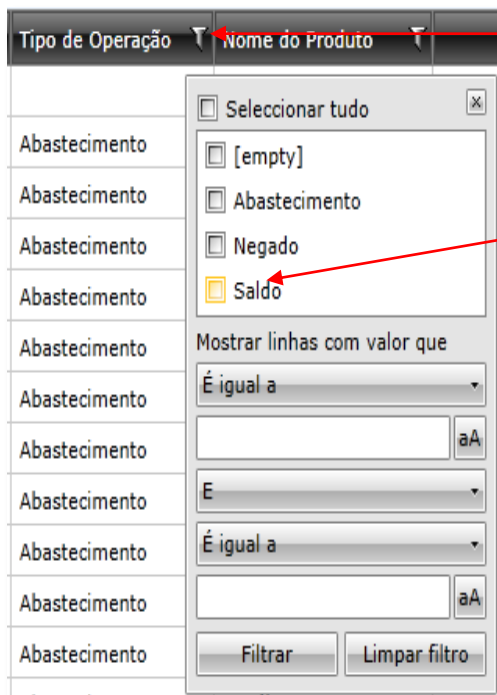 Tipo de Operação Nome do Produto
Seleccionar tudo
[empty]
Abastecimento
Negado
Saldo
Mostrar linhas com valor que
É igual a
aA
E
É igual a
aA
Filtrar Limpar filtro
Abastecimento
Abastecimento
Abastecimento
Abastecimento
Abastecimento
Abastecimento
Abastecimento
Abastecimento
Abastecimento
Abastecimento
Abastecimento